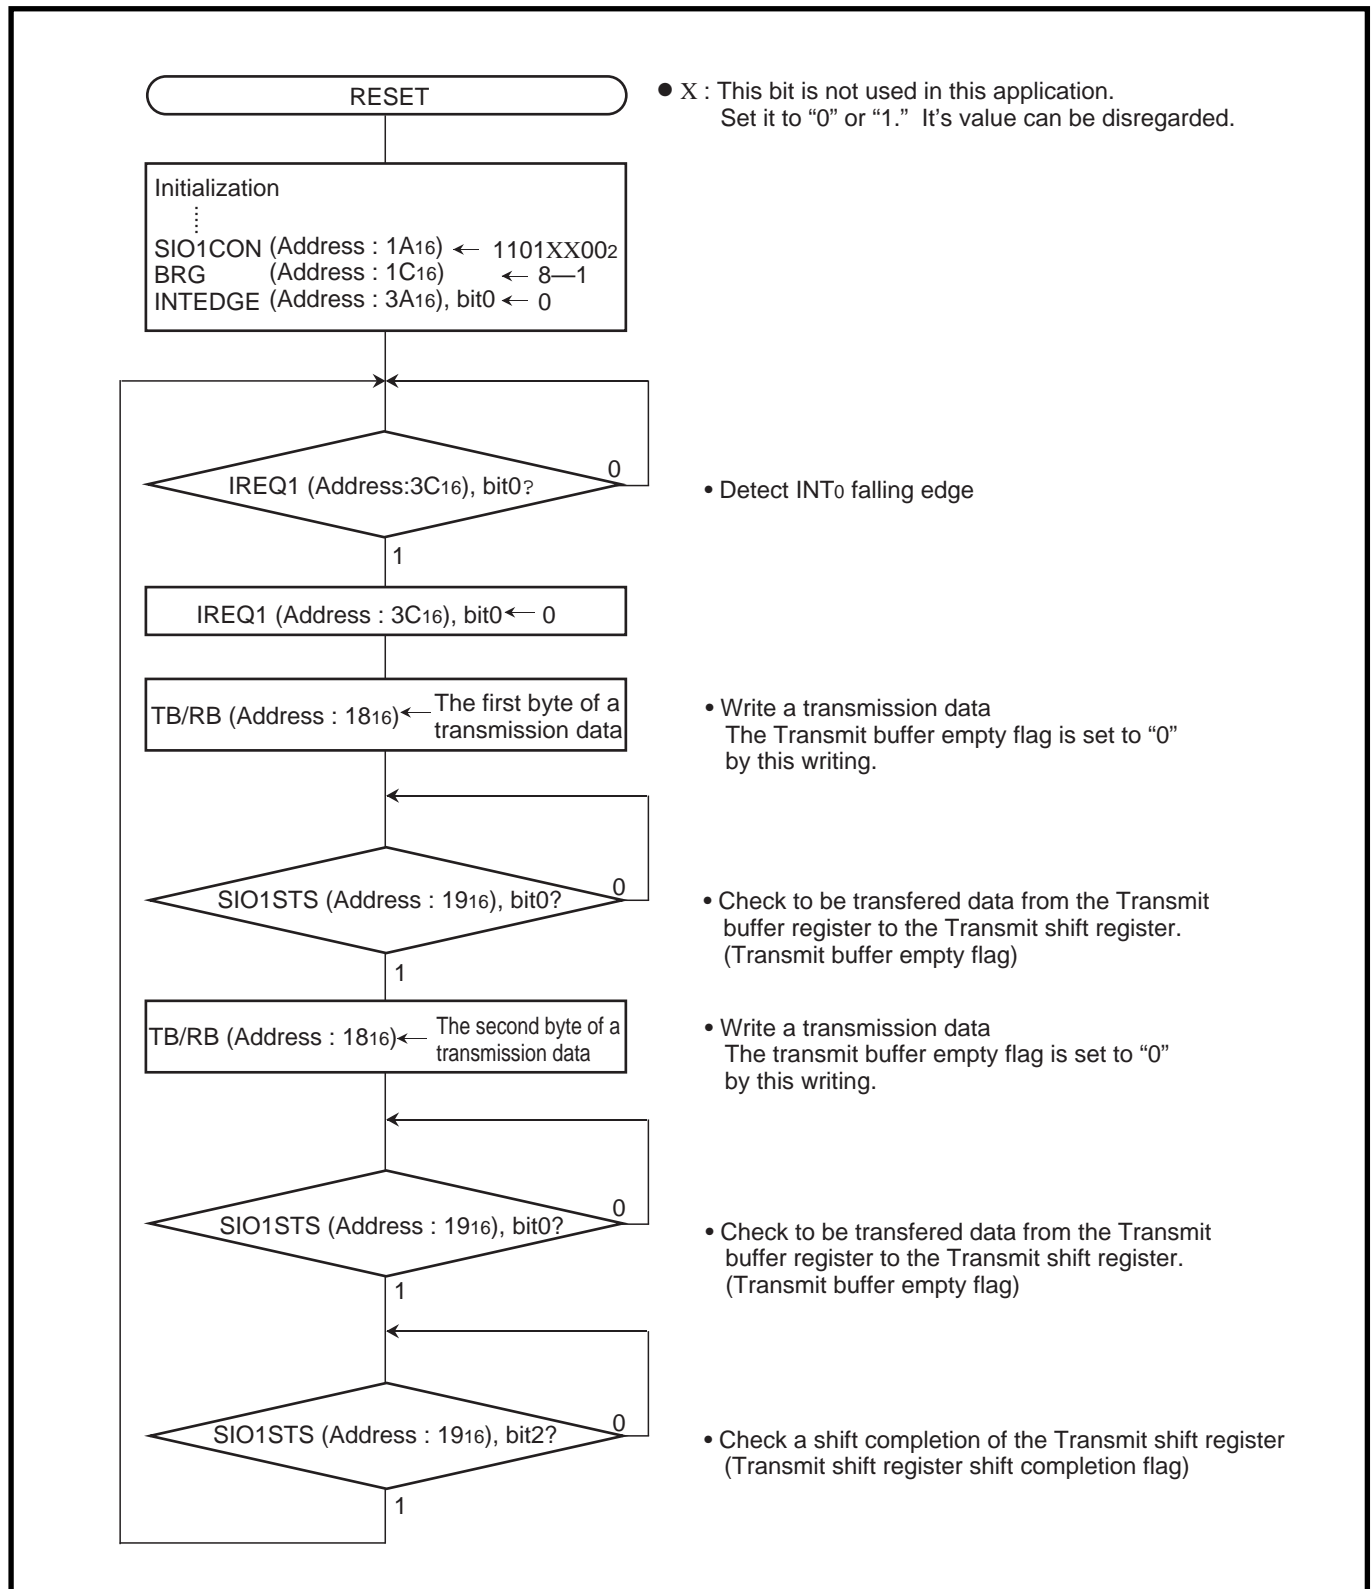 RESET
● X : This bit is not used in this application.
Set it to “0” or “1.” It’s value can be disregarded.
Initialization
SIO1CON (Address : 1A16) ← 1101XX002
BRG (Address : 1C16) ← 8—1
INTEDGE (Address : 3A16), bit0 ← 0
IREQ1 (Address:3C16), bit0?
0
• Detect INT0 falling edge
1
IREQ1 (Address : 3C16), bit0 ← 0
TB/RB (Address : 1816) ← The first byte of a
transmission data
• Write a transmission data
The Transmit buffer empty flag is set to “0”
by this writing.
SIO1STS (Address : 1916), bit0?
0
• Check to be transfered data from the Transmit
buffer register to the Transmit shift register.
(Transmit buffer empty flag)
1
TB/RB (Address : 1816) ← The second byte of a
transmission data
• Write a transmission data
The transmit buffer empty flag is set to “0”
by this writing.
SIO1STS (Address : 1916), bit0?
0
• Check to be transfered data from the Transmit
buffer register to the Transmit shift register.
(Transmit buffer empty flag)
1
SIO1STS (Address : 1916), bit2?
0
• Check a shift completion of the Transmit shift register
(Transmit shift register shift completion flag)
1